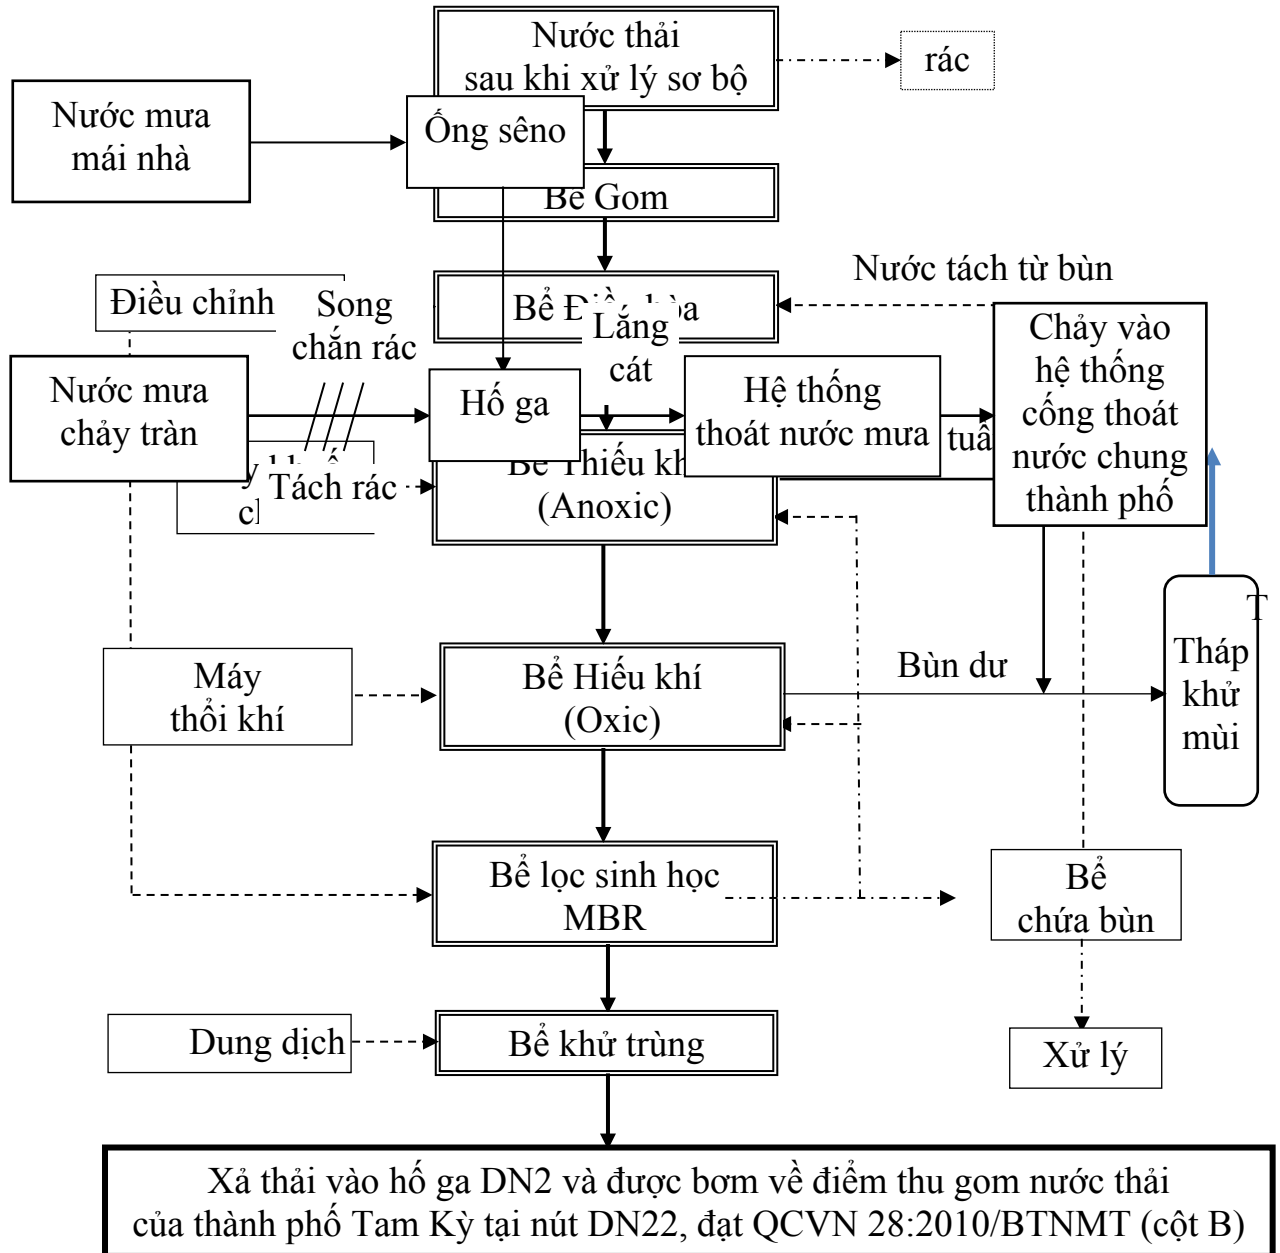 Nước thải
sau khi xử lý sơ bộ
rác
Nước mưa
mái nhà
Ống sêno
Bể Gom
Nước tách từ bùn
Điều chỉnh
Song
chắn rác
Bể
Lắng
cát
Chảy vào
hệ thống
cống thoát
nước chung
thành phố
Nước mưa
chảy tràn
Hố ga
Hệ thống
thoát nước mưa
Tách rác
Bể Thiếu
(Anoxic)
Máy
thổi khí
Bể Hiếu khí
(Oxic)
Bùn dư
T
Tháp
khử
mùi
Bể lọc sinh học
MBR
Bể
chứa bùn
Dung dịch
Bể khử trùng
Xử lý
Xả thải vào hố ga DN2 và được bơm về điểm thu gom nước thải
của thành phố Tam Kỳ tại nút DN22, đạt QCVN 28:2010/BTNMT (cột B)